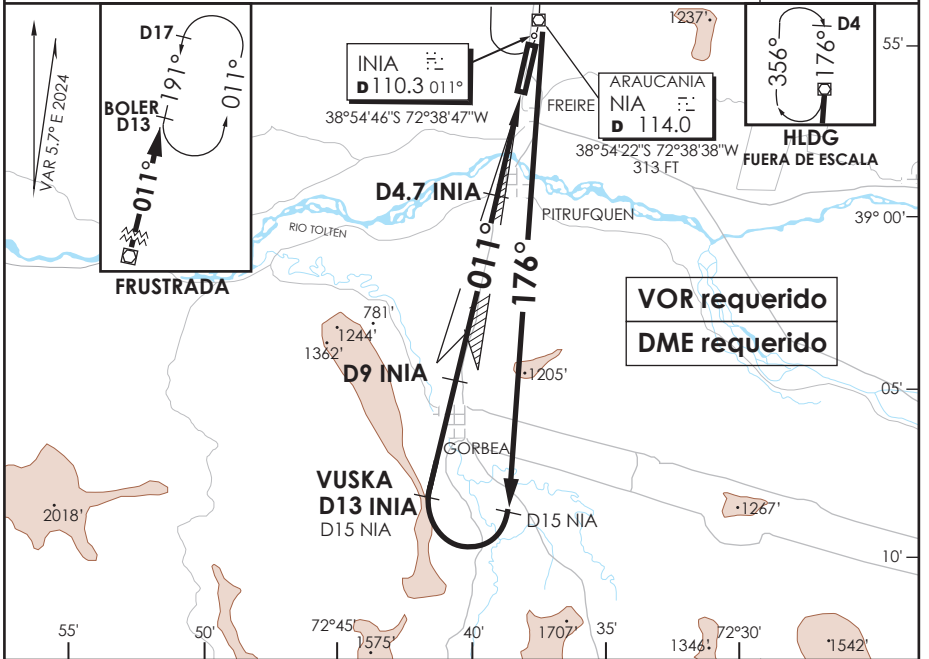 VAR 5.7° E 2024
D17
191°
011°
BOLER
D13
011°
FRUSTRADA
INIA
D 110.3 011°
38°54'46"S 72°38'47"W
FREIRE
ARAUCANIA
NIA
D 114.0
38°54'22"S 72°38'38"W
313 FT
1237'
D4
356°
176°
HLDG
FUERA DE ESCALA
55'
D4.7 INIA
PITRUFQUEN
RIO TOLTÉN
39° 00'
011°
176°
VOR requerido
DME requerido
781'
1244'
1362'
D9 INIA
1205'
05'
GORBEA
VUSKA
D13 INIA
D15 NIA
D15 NIA
2018'
1267'
10'
55'
50'
72°45'
40'
35'
72°30'
1575'
1707'
1346'
1542'